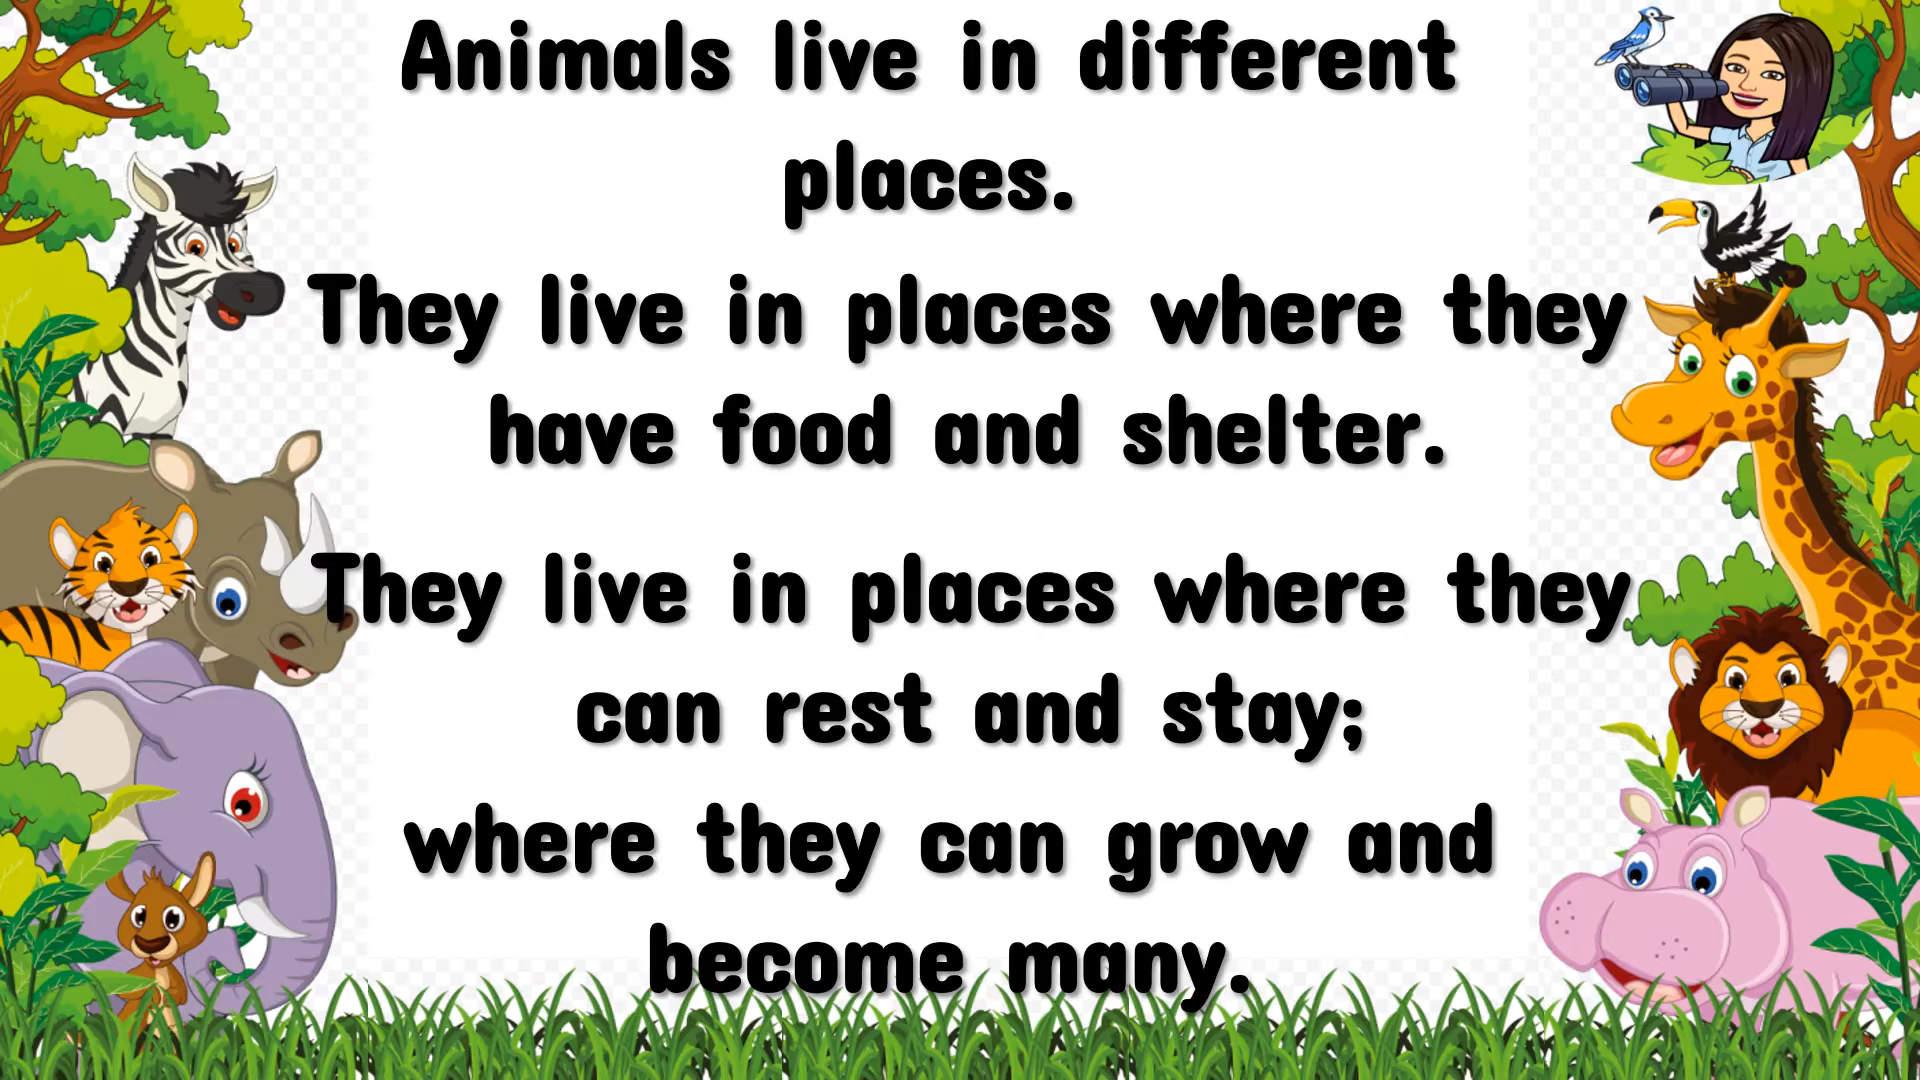 Animals live in different
places.
They live in places where they
have food and shelter.
They live in places where they
can rest and stay;
where they can grow and
become many.